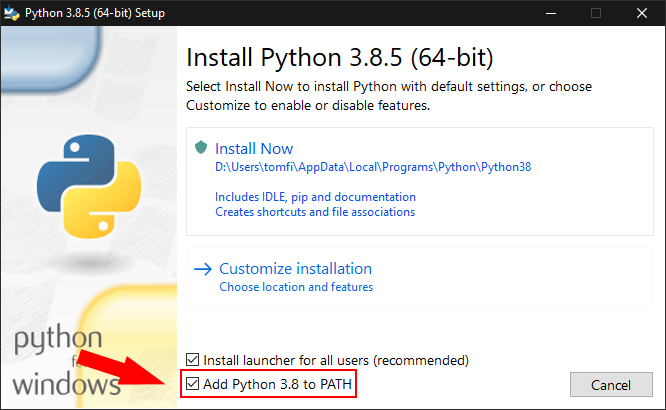 Python 3.8.5 (64-bit) Setup
Install Python 3.8.5 (64-bit)
Select Install Now to install Python with default settings, or choose
Customize to enable or disable features.
Install Now
D:\Users\tomfi\AppData\Local\Programs\Python\Python38
Includes IDLE, pip and documentation
Creates shortcuts and file associations
Customize installation
Choose location and features
python
for
windows
Install launcher for all users (recommended)
Add Python 3.8 to PATH
Cancel